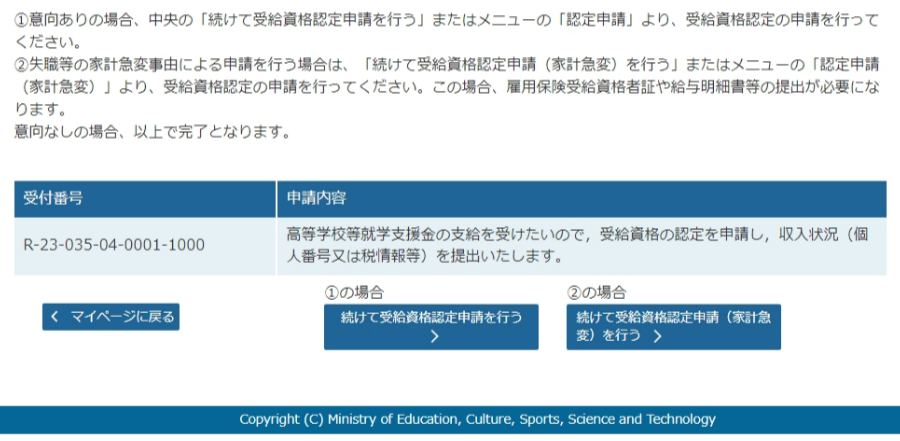 ①意向ありの場合、中央の「続けて受給資格認定申請を行う」またはメニューの「認定申請」より、受給資格認定の申請を行って
ください。
②失職等の家計急変事由による申請を行う場合は、「続けて受給資格認定申請（家計急変）を行う」またはメニューの「認定申請
（家計急変）」より、受給資格認定の申請を行ってください。この場合、雇用保険受給資格者証や給与明細書等の提出が必要にな
ります。
意向なしの場合、以上で完了となります。
受付番号 申請内容
R-23-035-04-0001-1000
高等学校等就学支援金の支給を受けたいので，受給資格の認定を申請し，収入状況（個
人番号又は税情報等）を提出いたします。
①の場合 ②の場合
マイページに戻る
続けて受給資格認定申請を行う
続けて受給資格認定申請（家計急
変）を行う
Copyright (C) Ministry of Education, Culture, Sports, Science and Technology